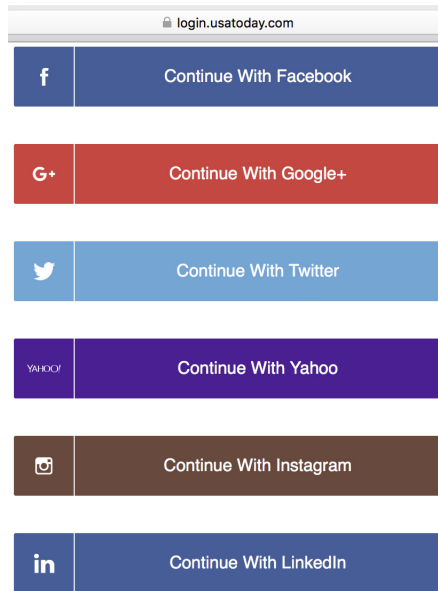 login.usatoday.com
f Continue With Facebook
G+ Continue With Google+
Continue With Twitter
YAHOO! Continue With Yahoo
Continue With Instagram
in Continue With LinkedIn